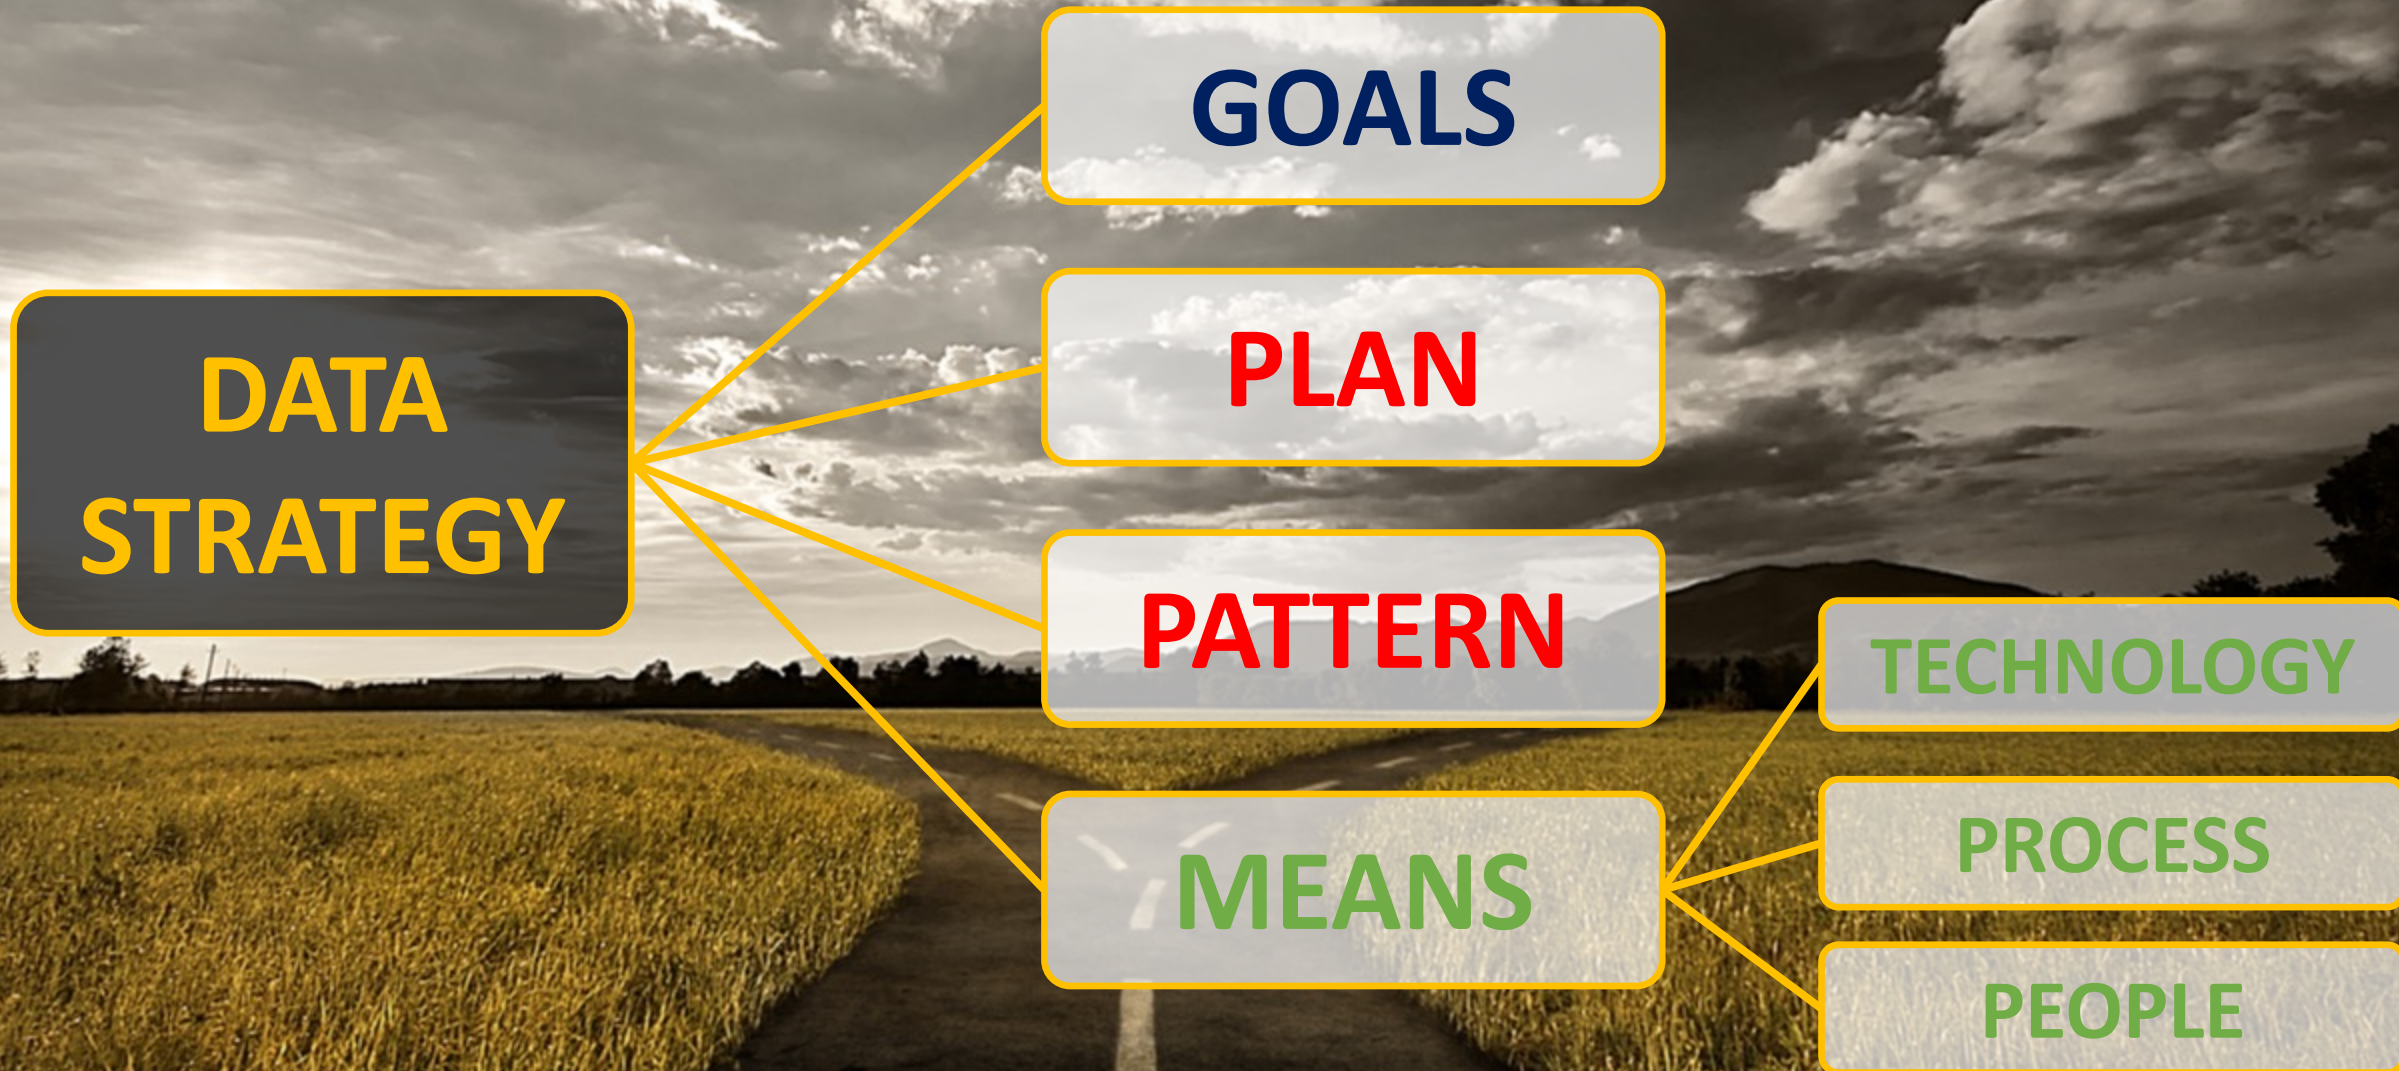 DATA
STRATEGY
GOALS
PLAN
PATTERN
MEANS
TECHNOLOGY
PROCESS
PEOPLE